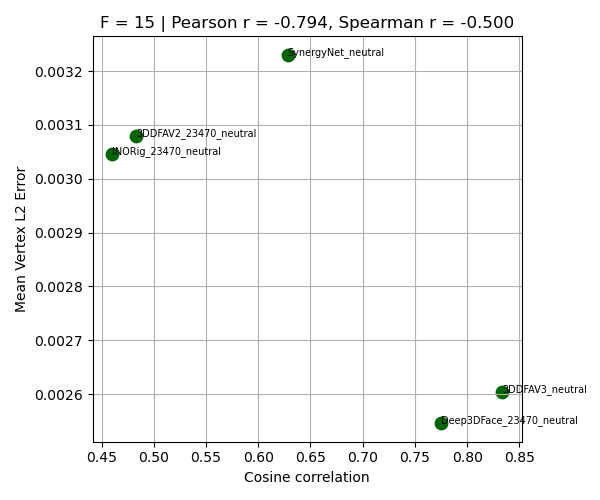 F = 15 | Pearson r = -0.794, Spearman r = -0.500
SynergyNet_neutral
3DDFAV2_23470_neutral
INORig_23470_neutral
3DDFAV3_neutral
Deep3DFace_23470_neutral
0.0032
0.0031
0.0030
0.0029
0.0028
0.0027
0.0026
Mean Vertex L2 Error
0.45 0.50 0.55 0.60 0.65 0.70 0.75 0.80 0.85
Cosine correlation